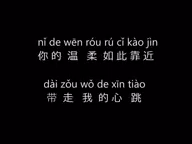 nǐ de wēn róu rú cǐ kào jìn
你的温 柔如此靠近
dài zǒu wǒ de xīn tiào
带 走 我 的 心 跳